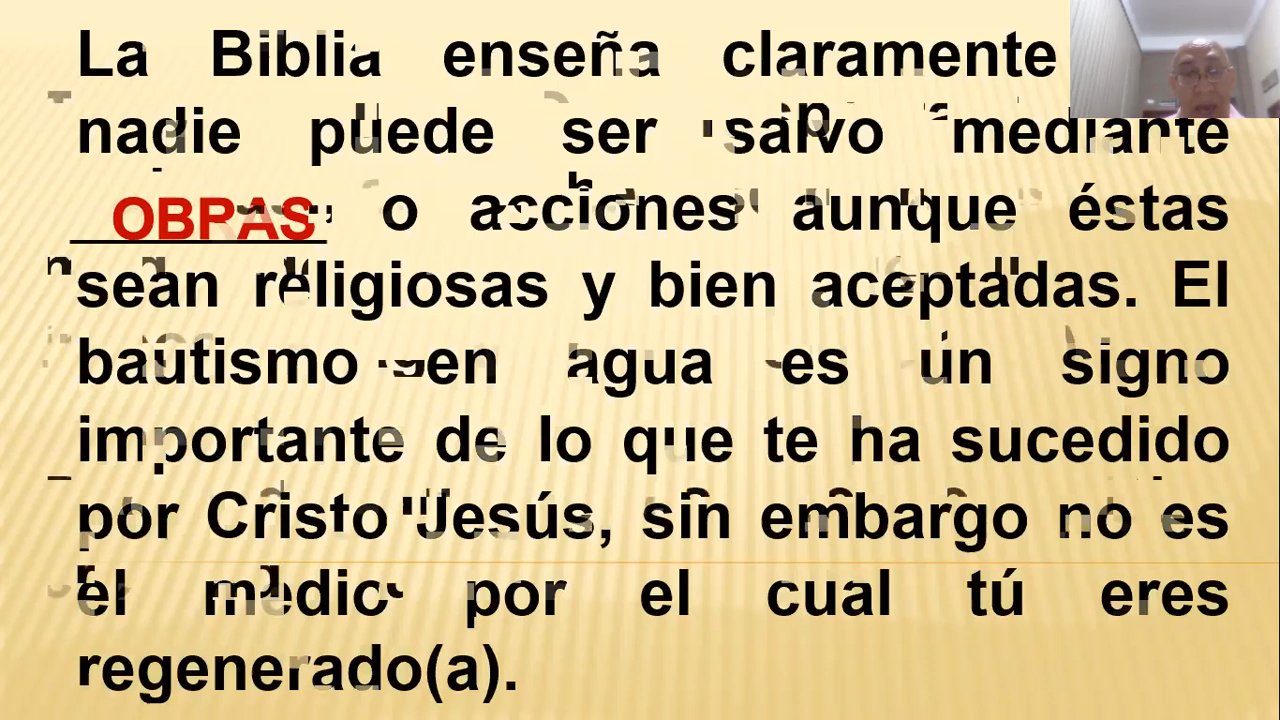 La Biblia enseña claramente
nadie puede ser salvo mediante
OBRAS o acciones aunque éstas
sean religiosas y bien aceptadas. El
bautismo en agua es un signo
importante de lo que te ha sucedido
por Cristo Jesús, sin embargo no es
el medio por el cual tú eres
regenerado(a).